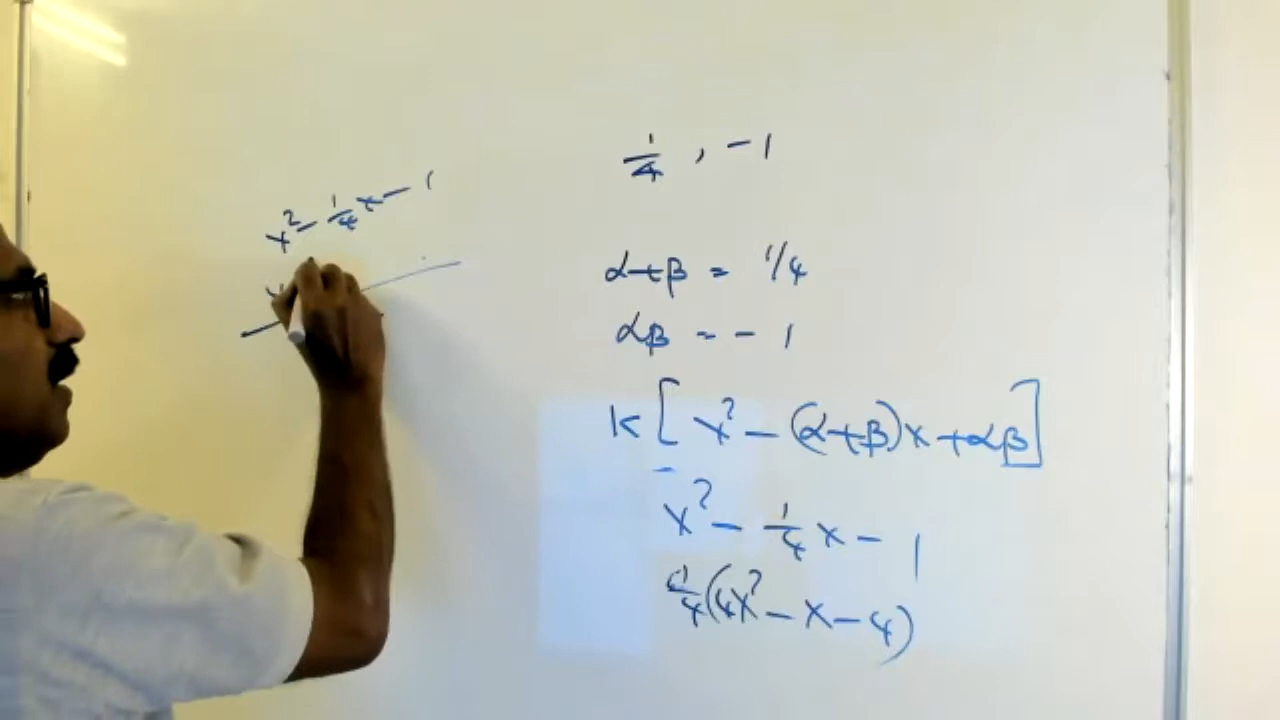 1/4 , -1
x² - 1/4 x - 1
α+β = 1/4
αβ = - 1
K [ x² - (α+β)x + αβ ]
x² - 1/4 x - 1
1/4 (4x² - x - 4)